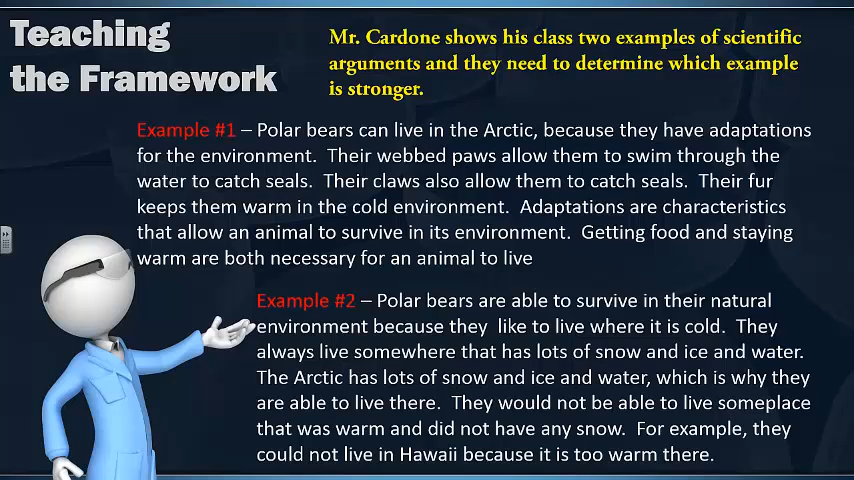 Teaching
the Framework
Mr. Cardone shows his class two examples of scientific
arguments and they need to determine which example
is stronger.
Example #1 – Polar bears can live in the Arctic, because they have adaptations
for the environment.  Their webbed paws allow them to swim through the
water to catch seals.  Their claws also allow them to catch seals.  Their fur
keeps them warm in the cold environment.  Adaptations are characteristics
that allow an animal to survive in its environment.  Getting food and staying
warm are both necessary for an animal to live
Example #2 – Polar bears are able to survive in their natural
environment because they  like to live where it is cold.  They
always live somewhere that has lots of snow and ice and water.
The Arctic has lots of snow and ice and water, which is why they
are able to live there.  They would not be able to live someplace
that was warm and did not have any snow.  For example, they
could not live in Hawaii because it is too warm there.